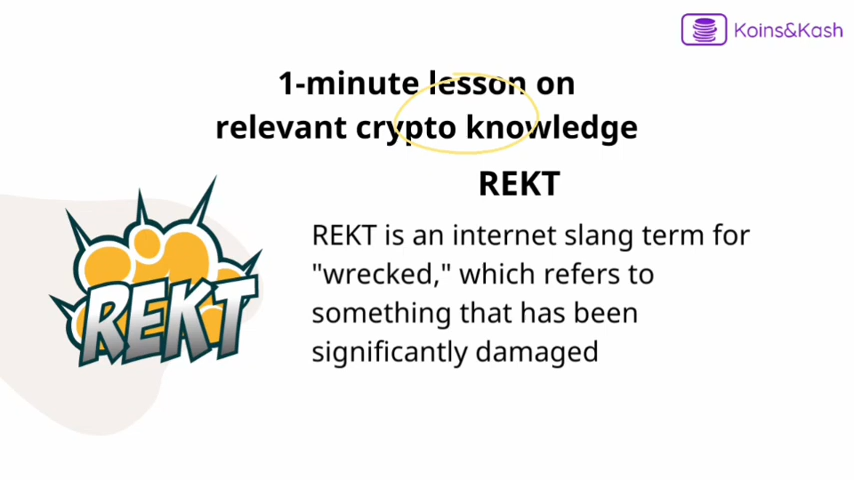 Koins&Kash
1-minute lesson on
relevant crypto knowledge
REKT
REKT is an internet slang term for
"wrecked," which refers to
something that has been
significantly damaged
REKT